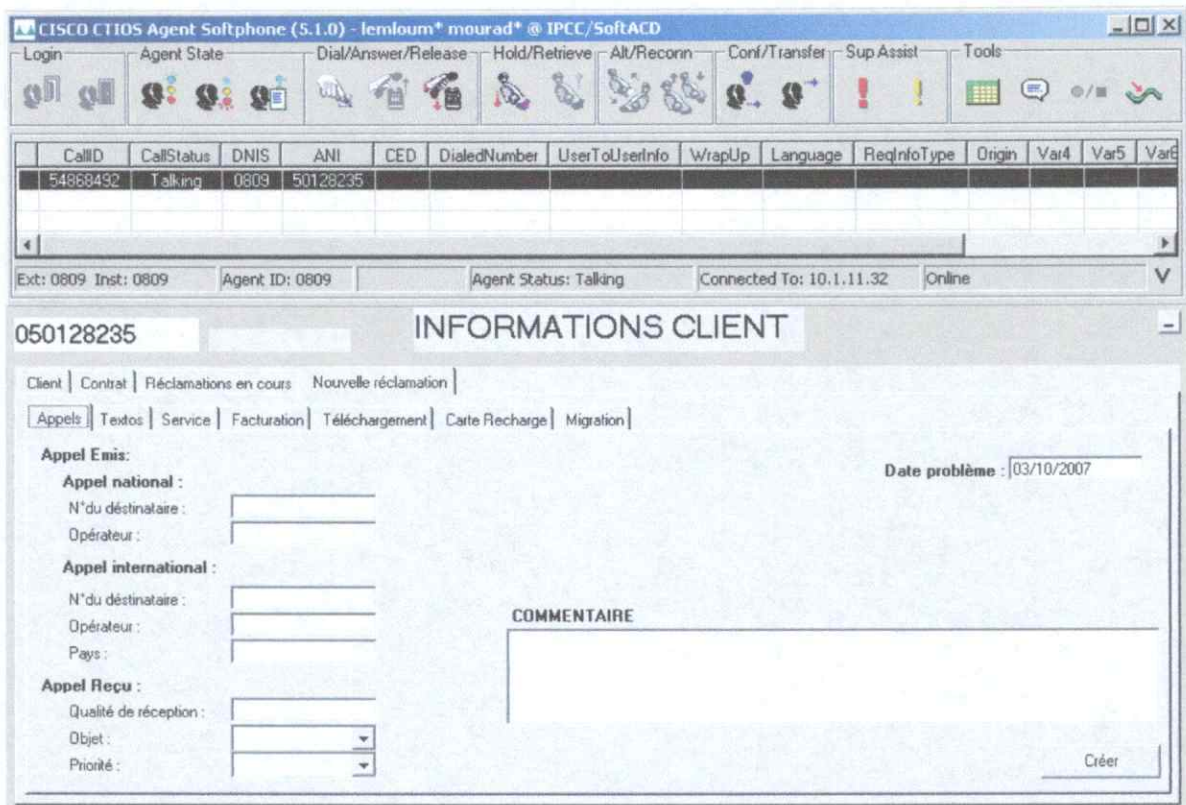 CISCO CTIOS Agent Softphone (5.1.0) - lemloum* mourad* @ IPCC/SoftACD
Login Agent State Dial/Answer/Release Hold/Retrieve Alt/Reconn Conf/Transfer Sup Assist Tools
CallID CallStatus DNIS ANI CED DialedNumber UserToUserInfo WrapUp Language ReqInfoType Origin Var4 Var5 Var6
54868492 Talking 0809 50128235
Ext: 0809 Inst: 0809 Agent ID: 0809 Agent Status: Talking Connected To: 10.1.11.32 Online V
050128235 INFORMATIONS CLIENT
Client Contrat Réclamations en cours Nouvelle réclamation
Appels Textos Service Facturation Téléchargement Carte Recharge Migration
Appel Emis:
Date problème : 03/10/2007
Appel national :
N°du déstinataire :
Opérateur :
Appel international :
N°du déstinataire :
Opérateur :
Pays :
COMMENTAIRE
Appel Reçu :
Qualité de réception :
Objet :
Priorité :
Créer